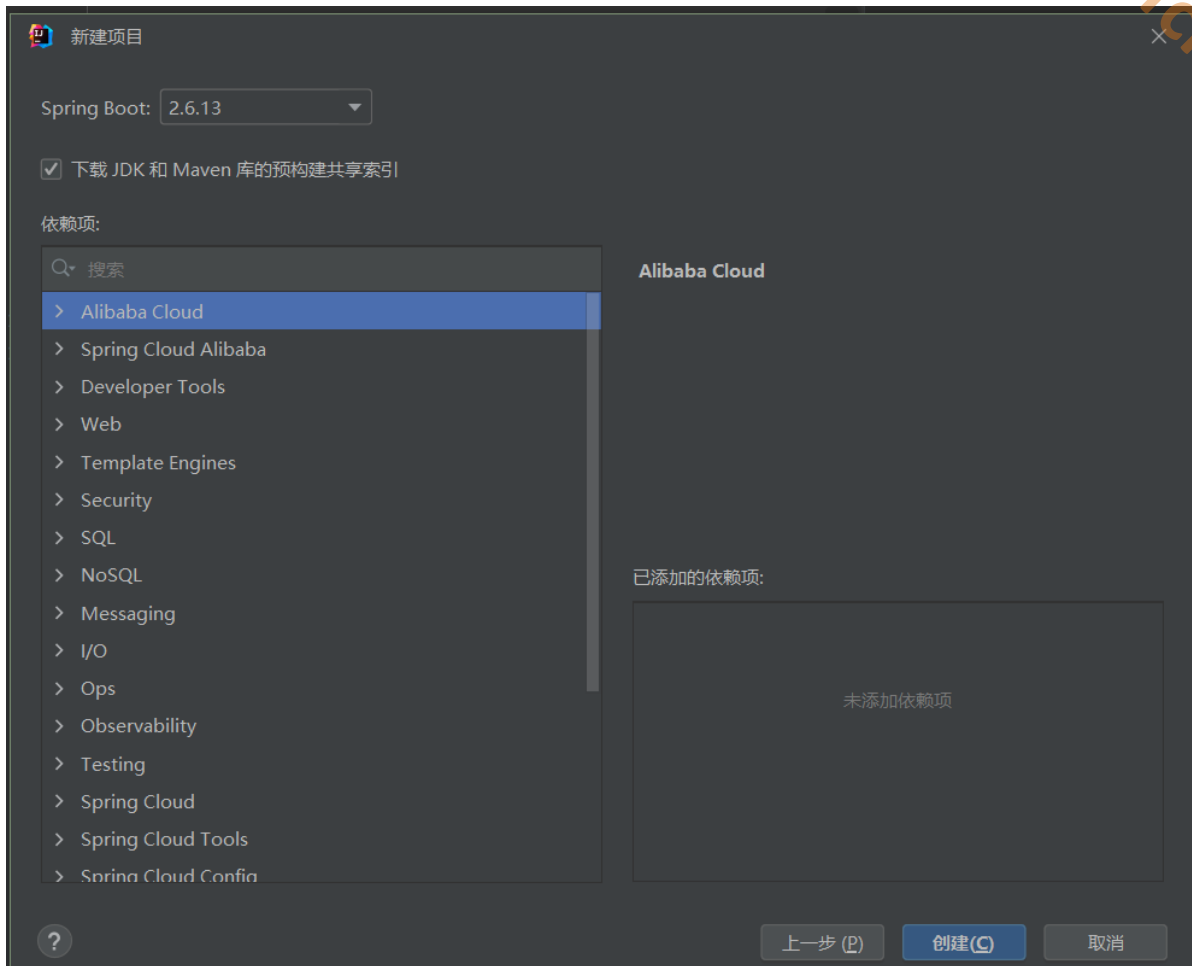 新建项目
Spring Boot: 2.6.13
下载 JDK 和 Maven 库的预构建共享索引
依赖项:
搜索
Alibaba Cloud
Spring Cloud Alibaba
Developer Tools
Web
Template Engines
Security
SQL
NoSQL
Messaging
I/O
Ops
Observability
Testing
Spring Cloud
Spring Cloud Tools
Spring Cloud Config
Alibaba Cloud
已添加的依赖项:
未添加依赖项
?
上一步 (P) 创建(C) 取消